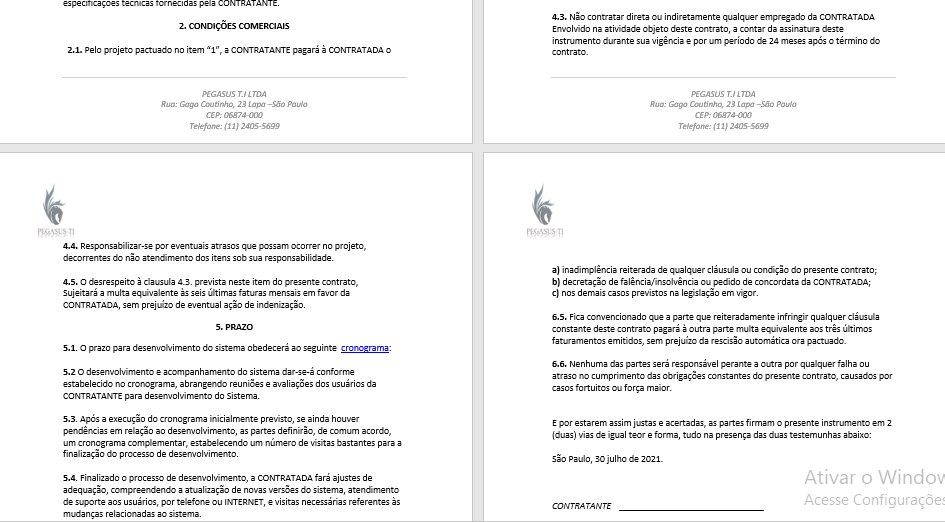 especificações técnicas fornecidas pela CONTRATANTE.
2. CONDIÇÕES COMERCIAIS
2.1. Pelo projeto pactuado no item “1”, a CONTRATANTE pagará à CONTRATADA o
PEGASUS T.I LTDA
Rua: Gago Coutinho, 23 Lapa –São Paulo
CEP: 06874-000
Telefone: (11) 2405-5699
4.3. Não contratar direta ou indiretamente qualquer empregado da CONTRATADA
Envolvido na atividade objeto deste contrato, a contar da assinatura deste
instrumento durante sua vigência e por um período de 24 meses após o término do
contrato.
PEGASUS T.I LTDA
Rua: Gago Coutinho, 23 Lapa –São Paulo
CEP: 06874-000
Telefone: (11) 2405-5699
PEGASUS-TI
4.4. Responsabilizar-se por eventuais atrasos que possam ocorrer no projeto,
decorrentes do não atendimento dos itens sob sua responsabilidade.
4.5. O desrespeito à clausula 4.3. prevista neste item do presente contrato,
Sujeitará a multa equivalente às seis últimas faturas mensais em favor da
CONTRATADA, sem prejuízo de eventual ação de indenização.
5. PRAZO
5.1. O prazo para desenvolvimento do sistema obedecerá ao seguinte cronograma:
5.2 O desenvolvimento e acompanhamento do sistema dar-se-á conforme
estabelecido no cronograma, abrangendo reuniões e avaliações dos usuários da
CONTRATANTE para desenvolvimento do Sistema.
5.3. Após a execução do cronograma inicialmente previsto, se ainda houver
pendências em relação ao desenvolvimento, as partes definirão, de comum acordo,
um cronograma complementar, estabelecendo um número de visitas bastantes para a
finalização do processo de desenvolvimento.
5.4. Finalizado o processo de desenvolvimento, a CONTRATADA fará ajustes de
adequação, compreendendo a atualização de novas versões do sistema, atendimento
de suporte aos usuários, por telefone ou INTERNET, e visitas necessárias referentes às
mudanças relacionadas ao sistema.
PEGASUS-TI
a) inadimplência reiterada de qualquer cláusula ou condição do presente contrato;
b) decretação de falência/insolvência ou pedido de concordata da CONTRATADA;
c) nos demais casos previstos na legislação em vigor.
6.5. Fica convencionado que a parte que reiteradamente infringir qualquer cláusula
constante deste contrato pagará à outra parte multa equivalente aos três últimos
faturamentos emitidos, sem prejuízo da rescisão automática ora pactuado.
6.6. Nenhuma das partes será responsável perante a outra por qualquer falha ou
atraso no cumprimento das obrigações constantes do presente contrato, causados por
casos fortuitos ou força maior.
E por estarem assim justas e acertadas, as partes firmam o presente instrumento em 2
(duas) vias de igual teor e forma, tudo na presença das duas testemunhas abaixo:
São Paulo, 30 julho de 2021.
CONTRATANTE
Ativar o Window
Acesse Configurações